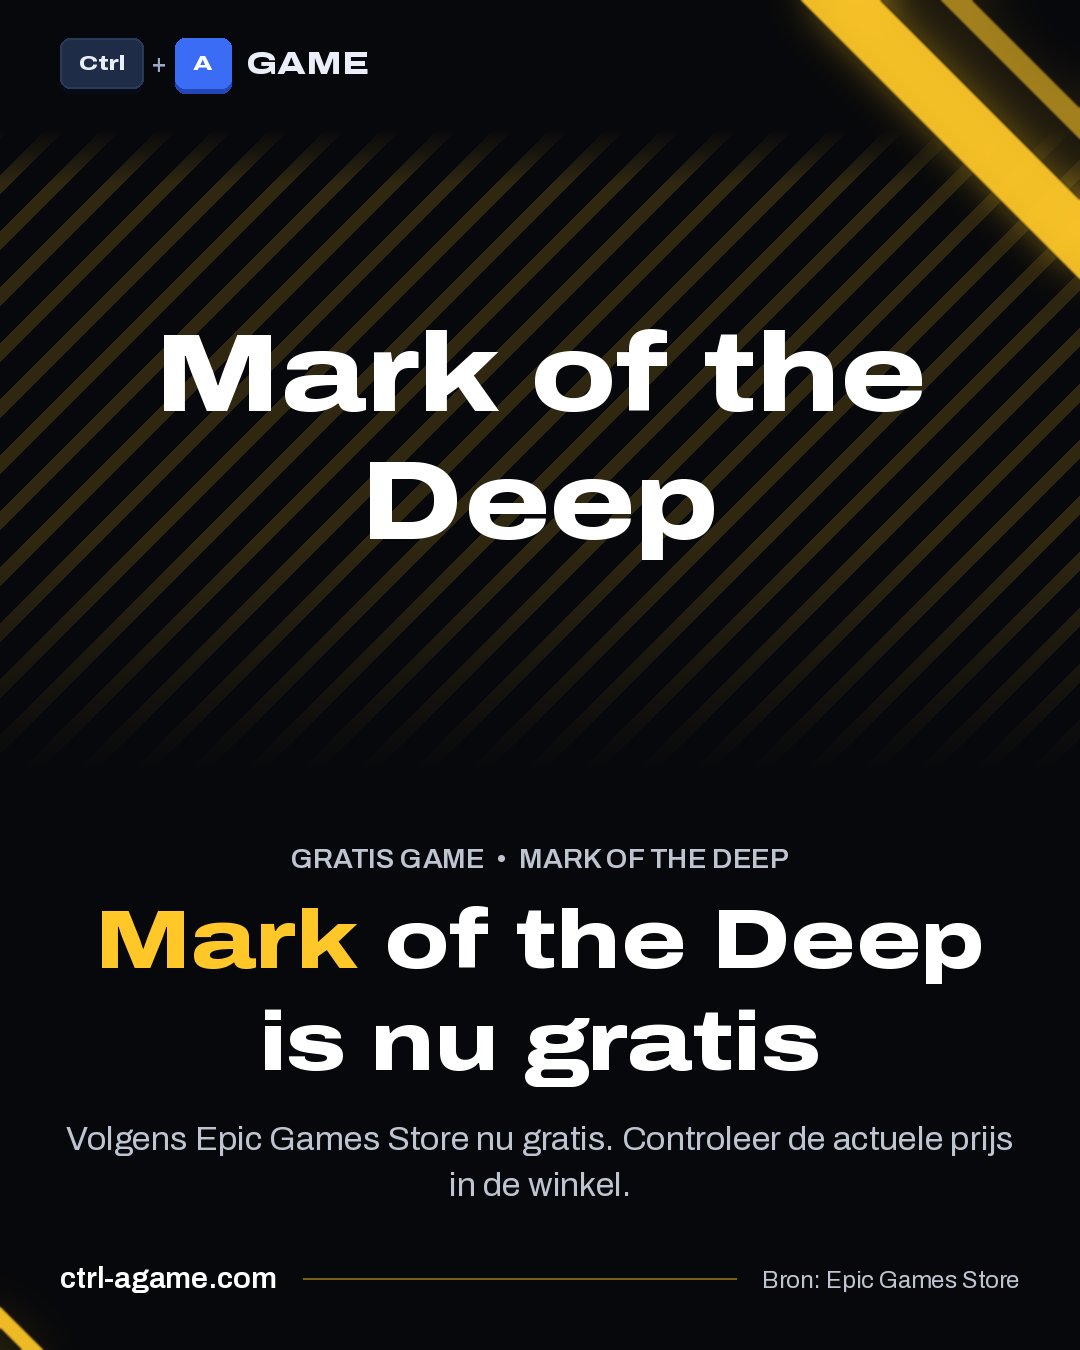 Ctrl + A GAME
Mark of the
Deep
GRATIS GAME • MARK OF THE DEEP
Mark of the Deep
is nu gratis
Volgens Epic Games Store nu gratis. Controleer de actuele prijs
in de winkel.
ctrl-agame.com
Bron: Epic Games Store